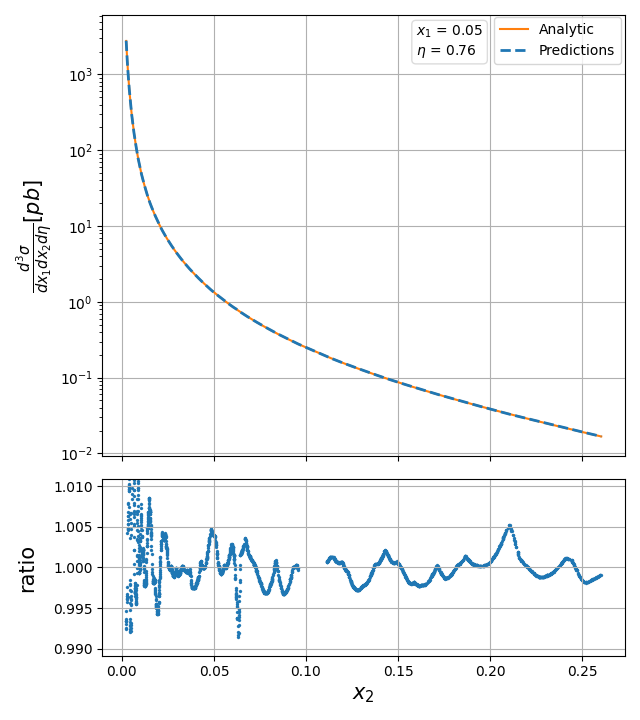 x₁ = 0.05
η = 0.76
Analytic
Predictions
d³σ/dx₁dx₂dη [pb]
10³
10²
10¹
10⁰
10⁻¹
10⁻²
ratio
1.010
1.005
1.000
0.995
0.990
0.00 0.05 0.10 0.15 0.20 0.25
x₂